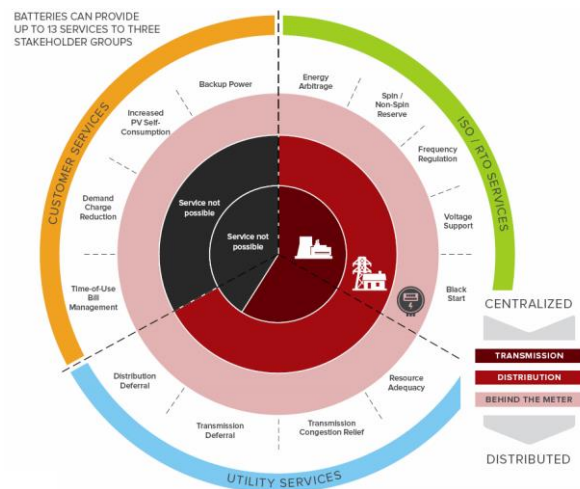 BATTERIES CAN PROVIDE
UP TO 13 SERVICES TO THREE
STAKEHOLDER GROUPS
CUSTOMER SERVICES
ISO / RTO SERVICES
UTILITY SERVICES
Backup Power
Increased
PV Self-
Consumption
Demand
Charge
Reduction
Time-of-Use
Bill
Management
Energy
Arbitrage
Spin /
Non-Spin
Reserve
Frequency
Regulation
Voltage
Support
Black
Start
Resource
Adequacy
Transmission
Congestion Relief
Transmission
Deferral
Distribution
Deferral
Service not
possible
Service not
possible
CENTRALIZED
TRANSMISSION
DISTRIBUTION
BEHIND THE METER
DISTRIBUTED